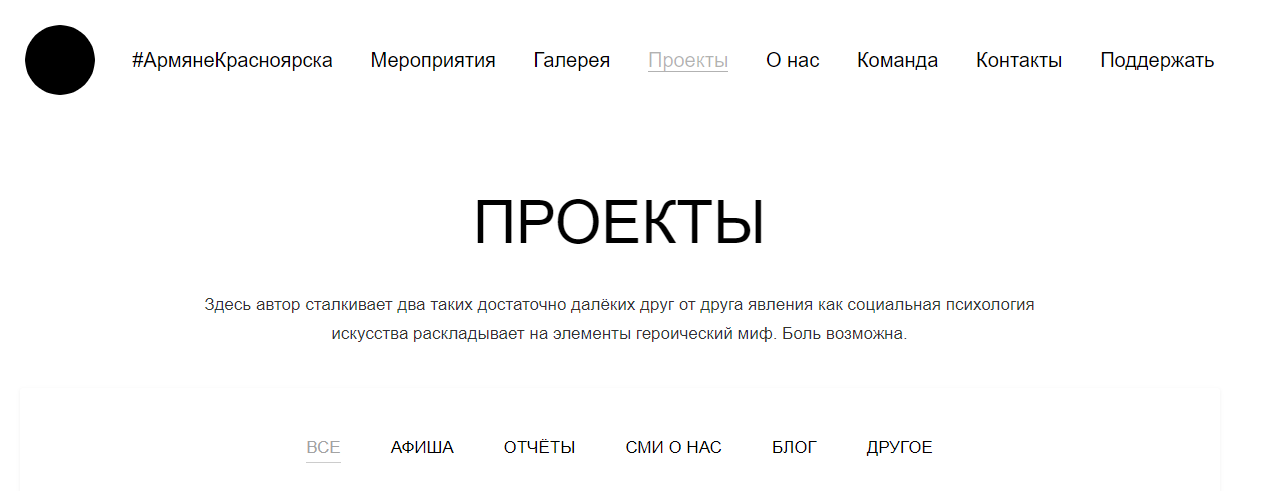 #АрмянеКрасноярска Мероприятия Галерея Проекты О нас Команда Контакты Поддержать
ПРОЕКТЫ
Здесь автор сталкивает два таких достаточно далёких друг от друга явления как социальная психология
искусства раскладывает на элементы героический миф. Боль возможна.
ВСЕ АФИША ОТЧЁТЫ СМИ О НАС БЛОГ ДРУГОЕ